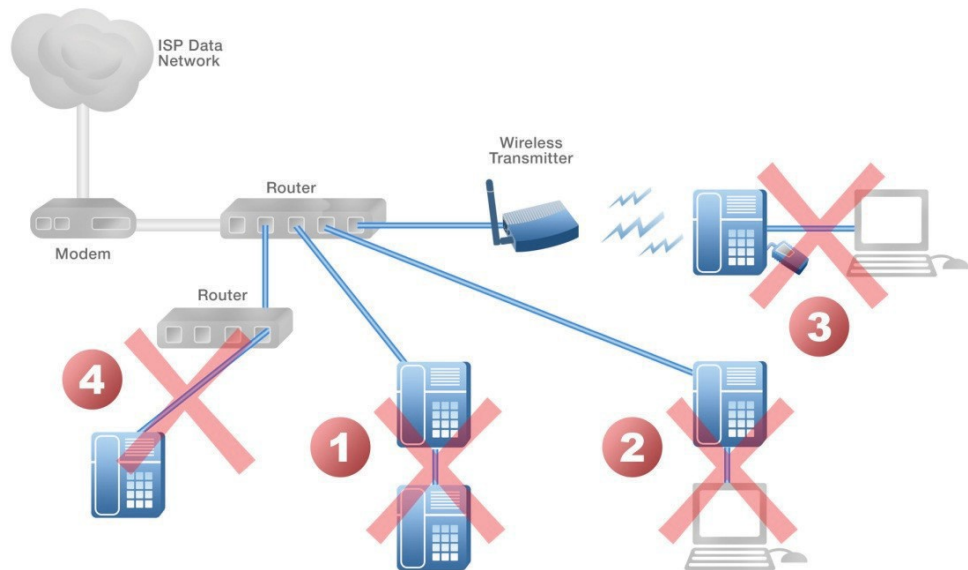 ISP Data
Network
Wireless
Transmitter
Router
Modem
Router
3
4
1
2